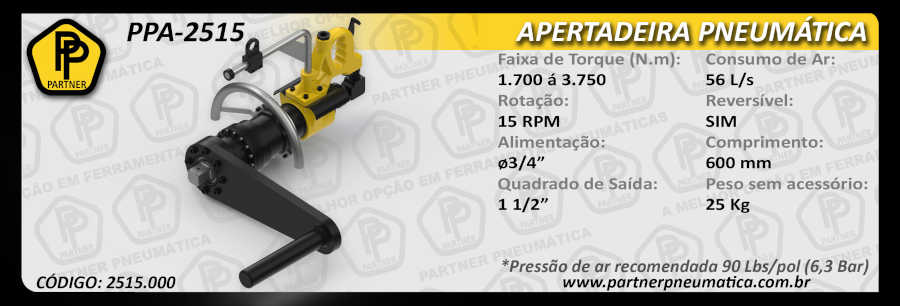 PP
PARTNER
PPA-2515
APERTADEIRA PNEUMÁTICA
Faixa de Torque (N.m):
1.700 á 3.750
Rotação:
15 RPM
Alimentação:
ø3/4”
Quadrado de Saída:
1 1/2”
Consumo de Ar:
56 L/s
Reversível:
SIM
Comprimento:
600 mm
Peso sem acessório:
25 Kg
CÓDIGO: 2515.000
*Pressão de ar recomendada 90 Lbs/pol (6,3 Bar)
www.partnerpneumatica.com.br